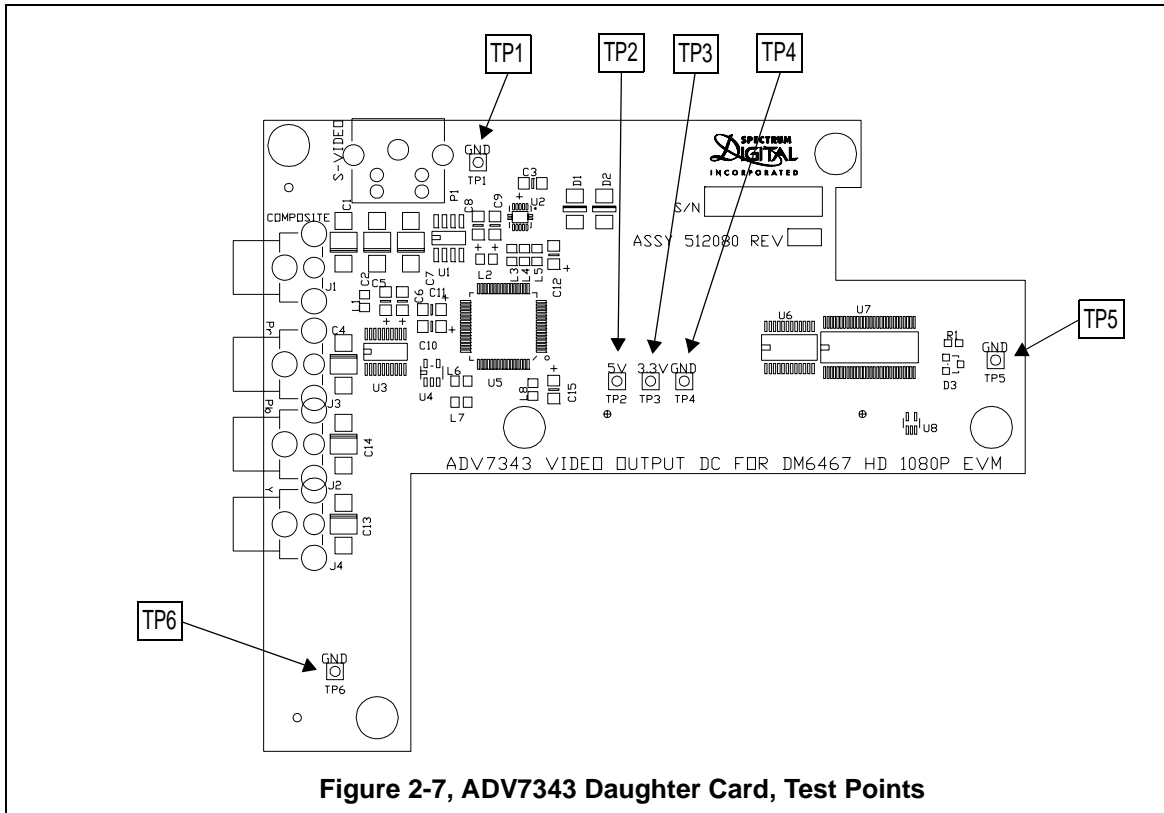 TP1
TP2
TP3
TP4
S-VIDEO
GND
TP1
P1
C3
U2
C8
C9
D1
D2
SPECTRUM
DIGITAL
INCORPORATED
S/N
ASSY 512080 REV
COMPOSITE
C1
J1
C2
C5
C7
U1
L2
L3
L4
L5
C12
L1
C6
C11
C10
Pr
C4
U3
U4
L6
L7
U5
L8
C15
J3
5V
3.3V
GND
TP2
TP3
TP4
U6
U7
R1
D3
GND
TP5
TP5
U8
Pb
C14
J2
ADV7343 VIDEO OUTPUT DC FOR DM6467 HD 1080P EVM
Y
C13
J4
TP6
GND
TP6
Figure 2-7, ADV7343 Daughter Card, Test Points